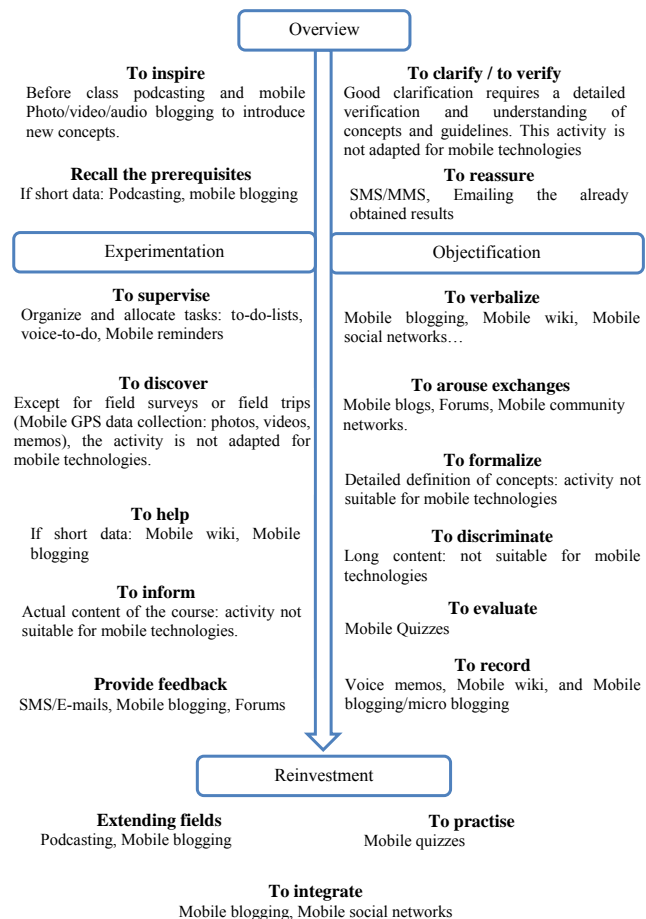 Overview
To inspire
Before class podcasting and mobile
Photo/video/audio blogging to introduce
new concepts.
Recall the prerequisites
If short data: Podcasting, mobile blogging
To clarify / to verify
Good clarification requires a detailed
verification and understanding of
concepts and guidelines. This activity is
not adapted for mobile technologies
To reassure
SMS/MMS, Emailing the already
obtained results
Experimentation
To supervise
Organize and allocate tasks: to-do-lists,
voice-to-do, Mobile reminders
To discover
Except for field surveys or field trips
(Mobile GPS data collection: photos, videos,
memos), the activity is not adapted for
mobile technologies.
To help
If short data: Mobile wiki, Mobile
blogging
To inform
Actual content of the course: activity not
suitable for mobile technologies.
Provide feedback
SMS/E-mails, Mobile blogging, Forums
Objectification
To verbalize
Mobile blogging, Mobile wiki, Mobile
social networks…
To arouse exchanges
Mobile blogs, Forums, Mobile community
networks.
To formalize
Detailed definition of concepts: activity not
suitable for mobile technologies
To discriminate
Long content: not suitable for mobile
technologies
To evaluate
Mobile Quizzes
To record
Voice memos, Mobile wiki, and Mobile
blogging/micro blogging
Reinvestment
Extending fields
Podcasting, Mobile blogging
To practise
Mobile quizzes
To integrate
Mobile blogging, Mobile social networks